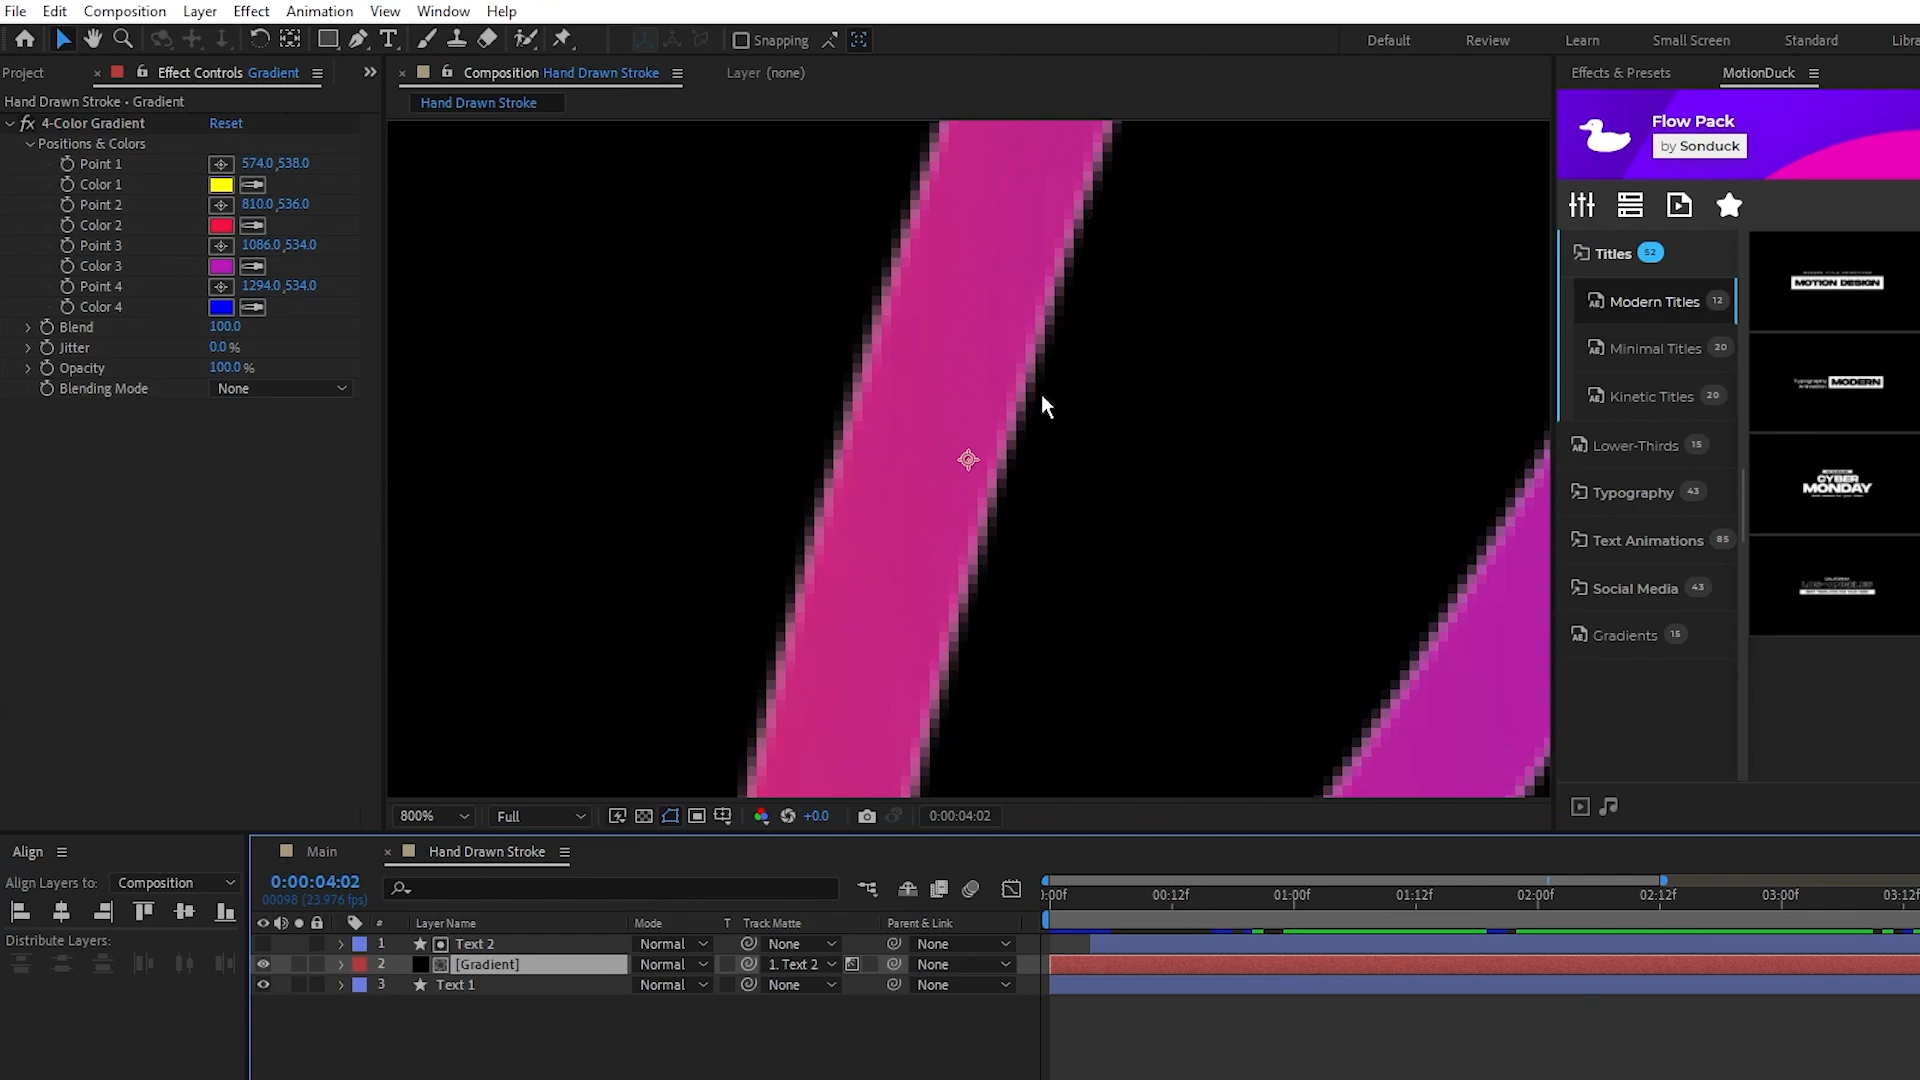 File Edit Composition Layer Effect Animation View Window Help
Snapping
Default Review Learn Small Screen Standard Libra
Project Effect Controls Gradient
Composition Hand Drawn Stroke
Layer (none)
Effects & Presets MotionDuck
Hand Drawn Stroke • Gradient
Hand Drawn Stroke
fx 4-Color Gradient Reset
Positions & Colors
Point 1 574.0,538.0
Color 1
Point 2 810.0,536.0
Color 2
Point 3 1086.0,534.0
Color 3
Point 4 1294.0,534.0
Color 4
Blend 100.0
Jitter 0.0 %
Opacity 100.0 %
Blending Mode None
Flow Pack
by Sonduck
Titles 52
Modern Titles 12
Minimal Titles 20
Kinetic Titles 20
Lower-Thirds 15
Typography 43
Text Animations 85
Social Media 43
Gradients 15
MOTION DESIGN
Typography
Animation MODERN
CYBER
MONDAY
800% Full +0.0 0:00:04:02
Align
Align Layers to: Composition
Distribute Layers:
Main Hand Drawn Stroke
0:00:04:02
00098 (23.976 fps)
:00f 00:12f 01:00f 01:12f 02:00f 02:12f 03:00f 03:12f
# Layer Name Mode T Track Matte Parent & Link
1 Text 2 Normal None None
2 [Gradient] Normal 1. Text 2 None
3 Text 1 Normal None None